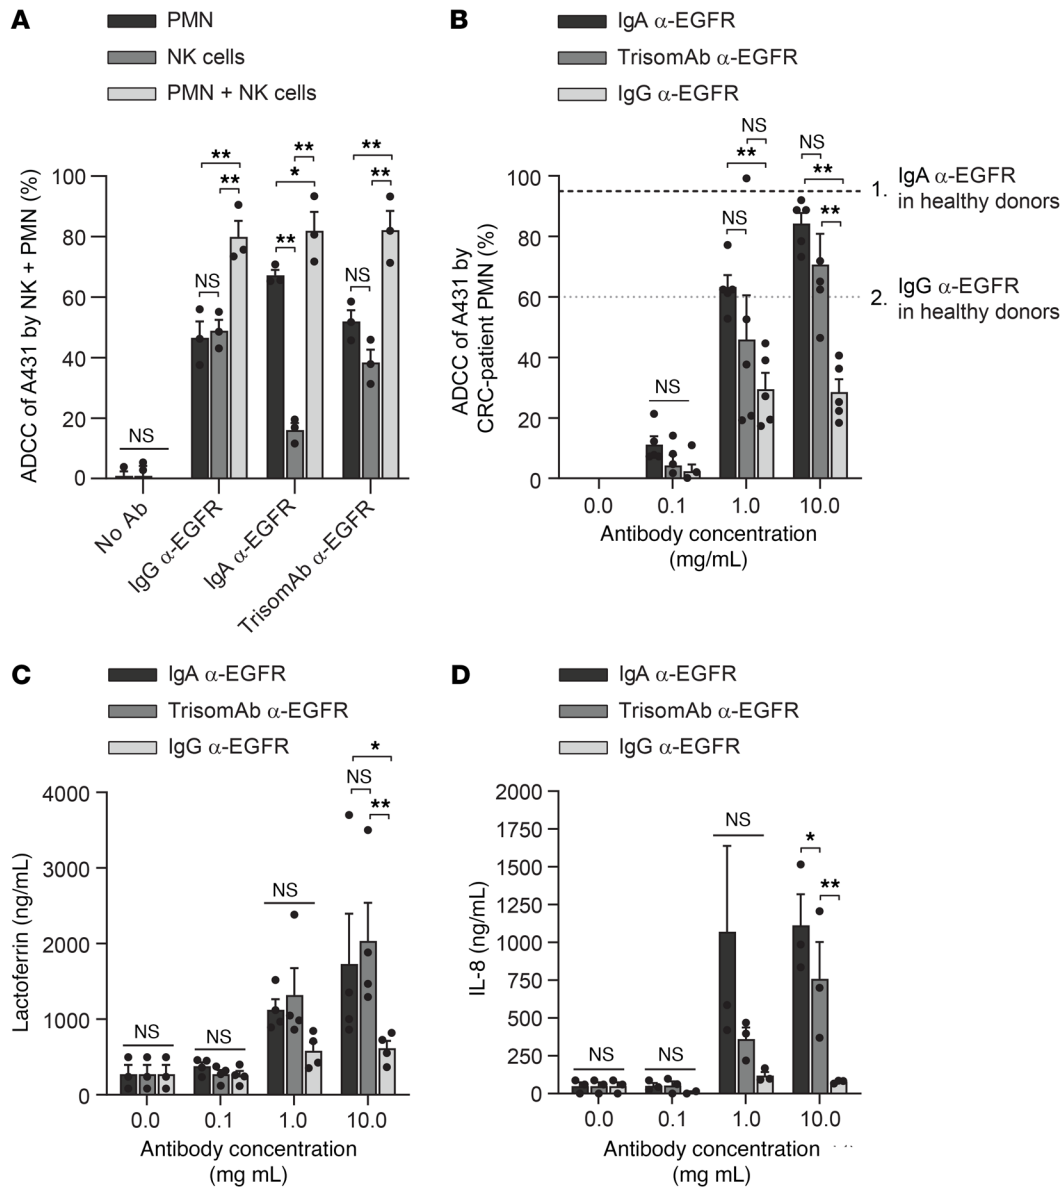 A
PMN
NK cells
PMN + NK cells
ADCC of A431 by NK + PMN (%)
100
80
60
40
20
0
NS
NS
**
**
**
*
**
NS
**
**
No Ab
IgG α-EGFR
IgA α-EGFR
TrisomAb α-EGFR
B
IgA α-EGFR
TrisomAb α-EGFR
IgG α-EGFR
ADCC of A431 by
CRC-patient PMN (%)
100
80
60
40
20
0
NS
NS
**
NS
NS
**
**
1. IgA α-EGFR
in healthy donors
2. IgG α-EGFR
in healthy donors
0.0
0.1
1.0
10.0
Antibody concentration
(mg/mL)
C
IgA α-EGFR
TrisomAb α-EGFR
IgG α-EGFR
Lactoferrin (ng/mL)
4000
3000
2000
1000
0
NS
NS
NS
*
NS
**
0.0
0.1
1.0
10.0
Antibody concentration
(mg mL)
D
IgA α-EGFR
TrisomAb α-EGFR
IgG α-EGFR
IL-8 (ng/mL)
2000
1750
1500
1250
1000
750
500
250
0
NS
NS
NS
*
**
0.0
0.1
1.0
10.0
Antibody concentration
(mg mL)